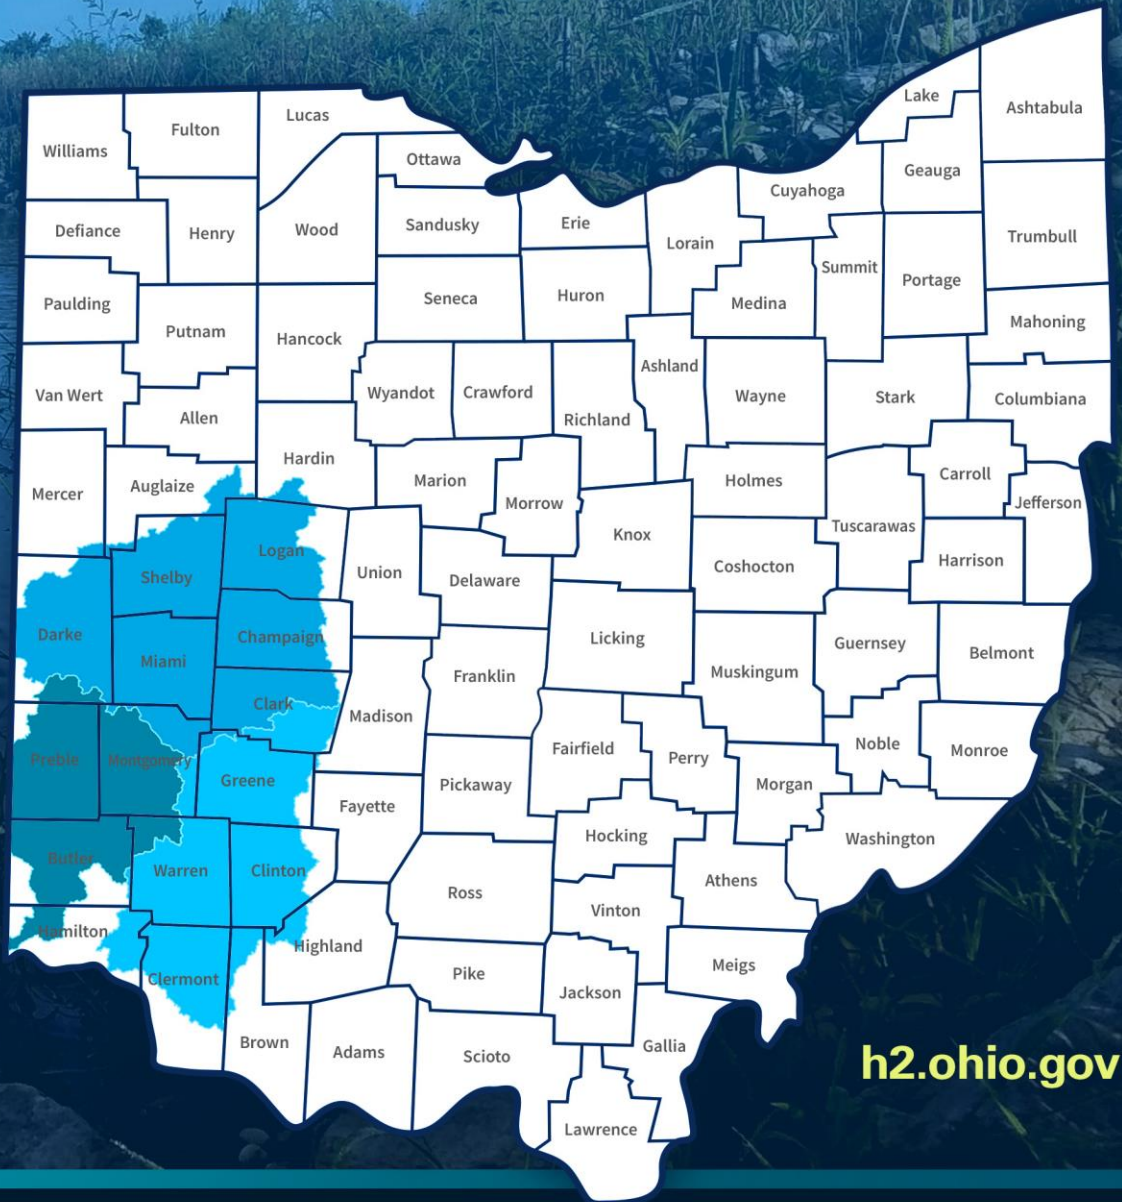 Lake
Ashtabula
Lucas
Fulton
Williams
Ottawa
Geauga
Cuyahoga
Defiance
Henry
Wood
Sandusky
Erie
Lorain
Trumbull
Summit
Portage
Paulding
Seneca
Huron
Medina
Mahoning
Putnam
Hancock
Ashland
Van Wert
Wyandot
Crawford
Wayne
Stark
Columbiana
Allen
Richland
Hardin
Mercer
Auglaize
Marion
Morrow
Holmes
Carroll
Jefferson
Knox
Tuscarawas
Logan
Shelby
Union
Delaware
Coshocton
Harrison
Darke
Champaign
Licking
Guernsey
Belmont
Miami
Franklin
Muskingum
Clark
Madison
Preble
Montgomery
Greene
Fairfield
Perry
Noble
Monroe
Pickaway
Morgan
Fayette
Hocking
Washington
Butler
Warren
Clinton
Ross
Athens
Vinton
Hamilton
Highland
Clermont
Pike
Jackson
Meigs
Brown
Adams
Scioto
Gallia
h2.ohio.gov
Lawrence